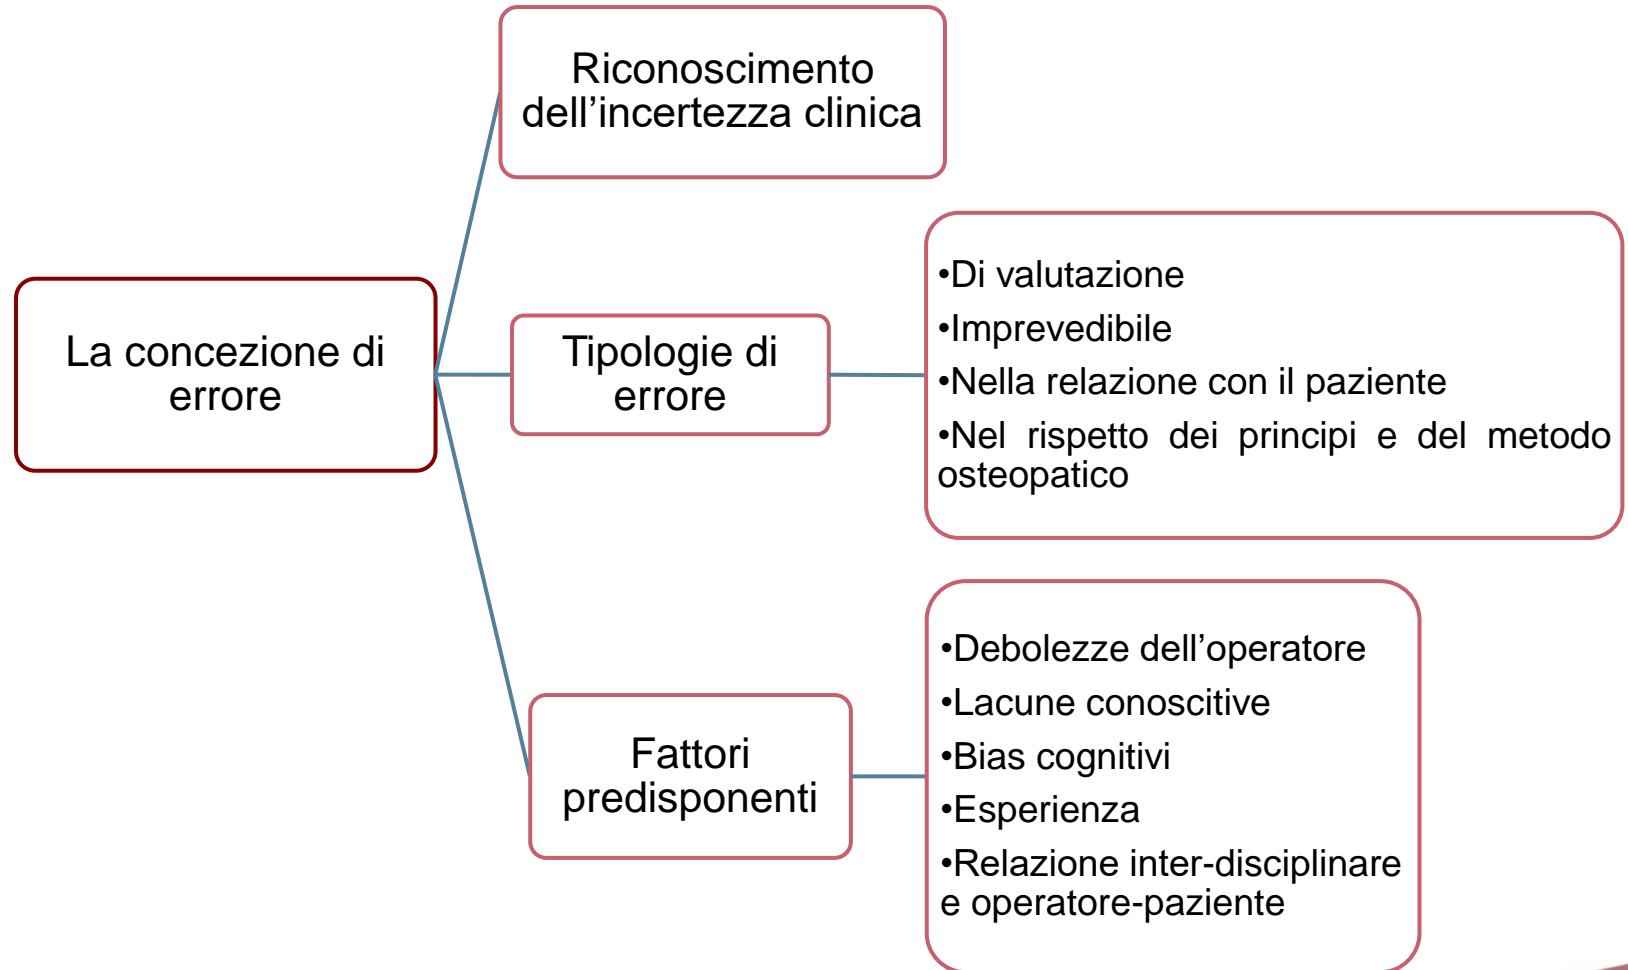 Riconoscimento
dell’incertezza clinica
La concezione di
errore
Tipologie di
errore
•Di valutazione
•Imprevedibile
•Nella relazione con il paziente
•Nel rispetto dei principi e del metodo
osteopatico
Fattori
predisponenti
•Debolezze dell’operatore
•Lacune conoscitive
•Bias cognitivi
•Esperienza
•Relazione inter-disciplinare
e operatore-paziente